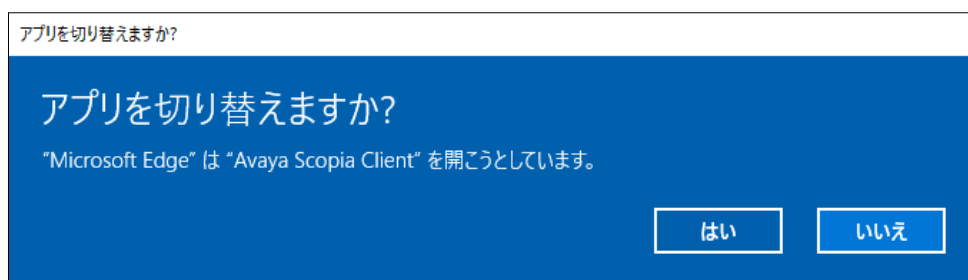 アプリを切り替えますか?
アプリを切り替えますか?
"Microsoft Edge" は "Avaya Scopia Client" を開こうとしています。
はい
いいえ